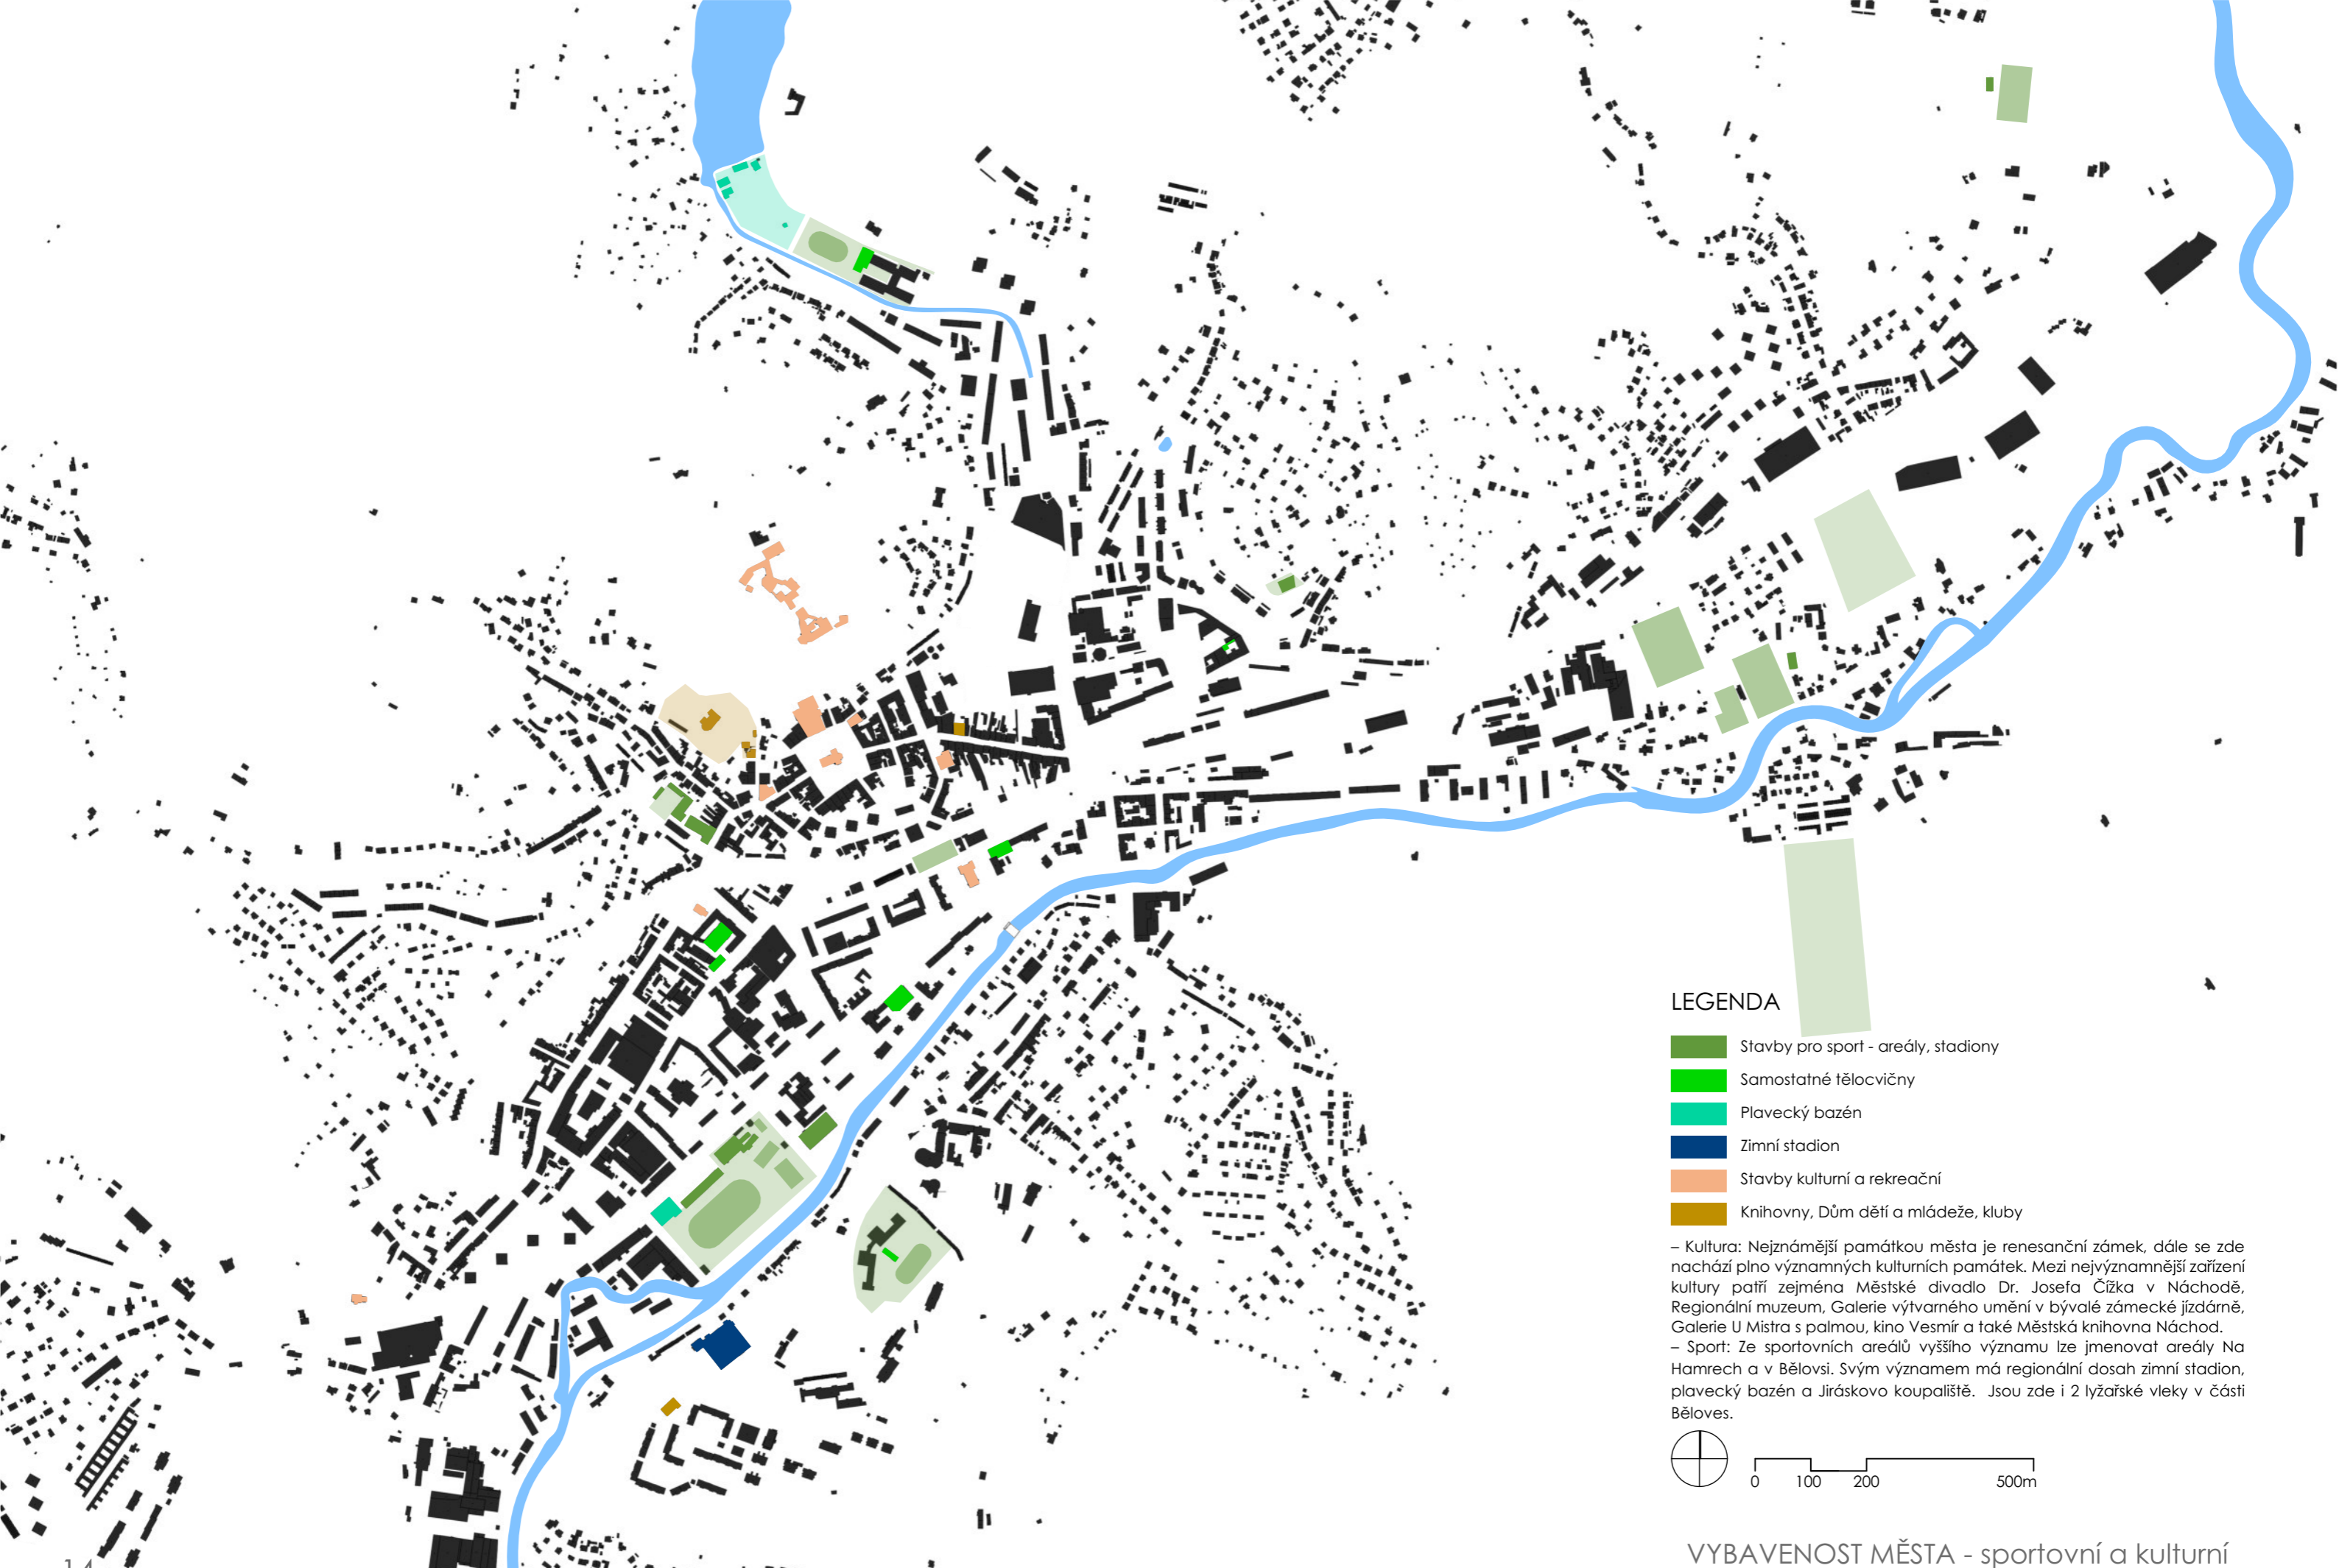 LEGENDA
Stavby pro sport - areály, stadiony
Samostatné tělocvičny
Plavecký bazén
Zimní stadion
Stavby kulturní a rekreační
Knihovny, Dům dětí a mládeže, kluby
– Kultura: Nejznámější památkou města je renesanční zámek, dále se zde
nachází plno významných kulturních památek. Mezi nejvýznamnější zařízení
kultury patří zejména Městské divadlo Dr. Josefa Čížka v Náchodě,
Regionální muzeum, Galerie výtvarného umění v bývalé zámecké jízdárně,
Galerie U Mistra s palmou, kino Vesmír a také Městská knihovna Náchod.
– Sport: Ze sportovních areálů vyššího významu lze jmenovat areály Na
Hamrech a v Bělovsi. Svým významem má regionální dosah zimní stadion,
plavecký bazén a Jiráskovo koupaliště. Jsou zde i 2 lyžařské vleky v části
Běloves.
0 100 200 500m
VYBAVENOST MĚSTA - sportovní a kulturní
14